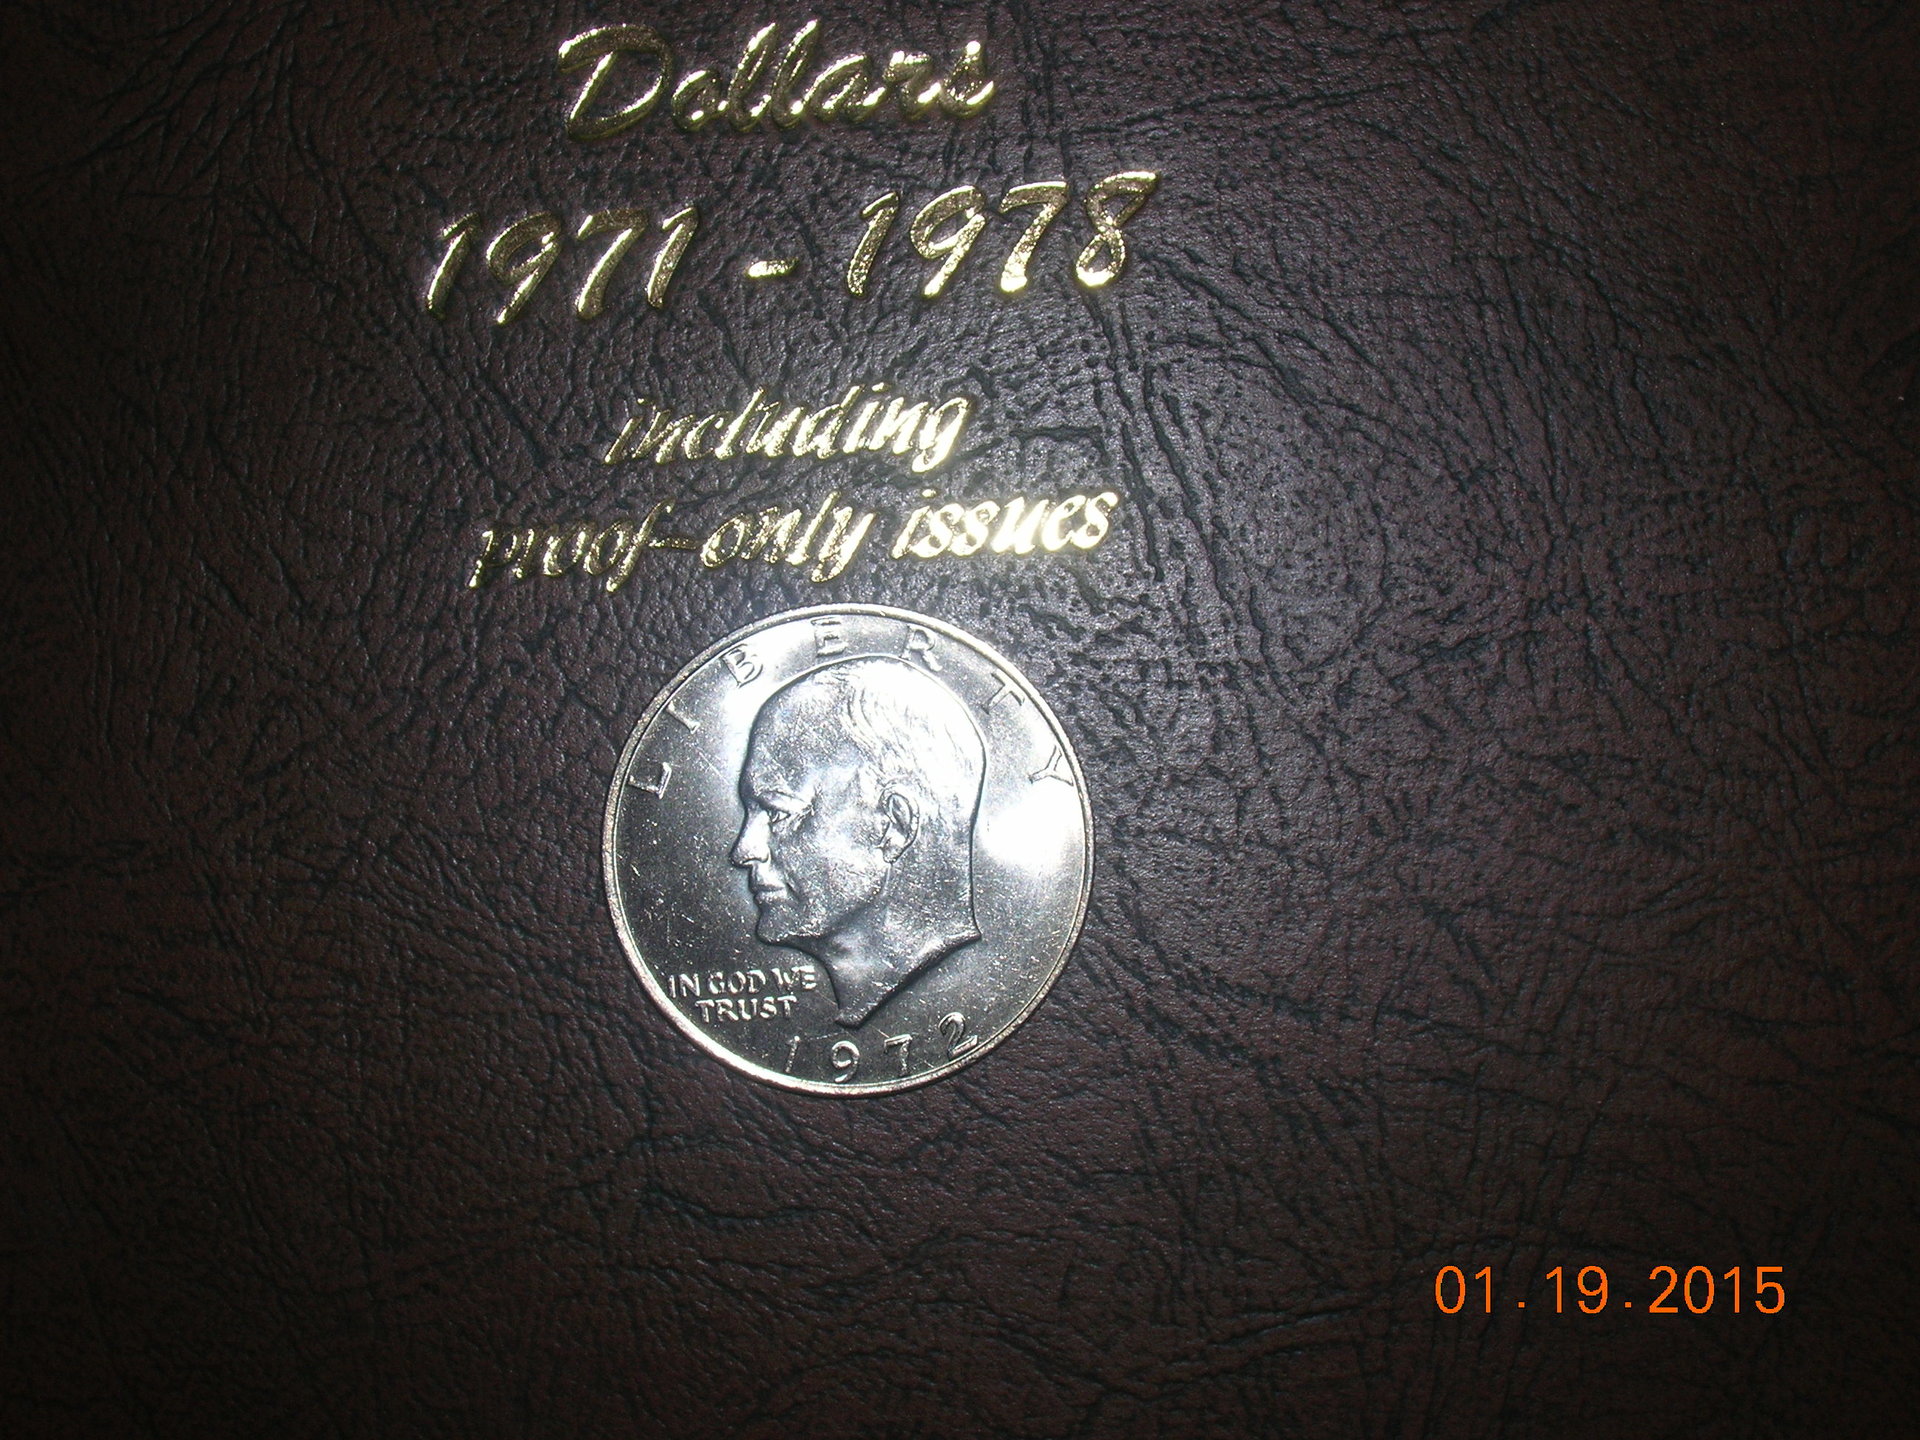 Dollars
1971-1978
including
proof-only issues
LIBERTY
IN GOD WE
TRUST
1972
01.19.2015